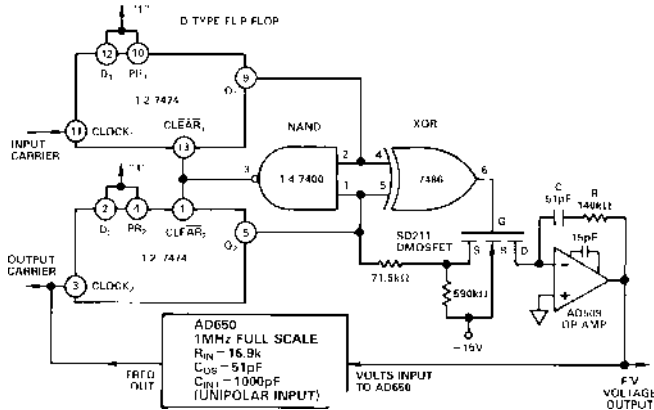 "1"
D TYPE FLIP FLOP
12
10
D1
PR1
9
1/2 7474
Q1
INPUT
CARRIER
11
CLOCK1
CLEAR1
13
NAND
XOR
"1"
3
1/4 7400
2
1
4
5
7486
6
2
4
1
D2
PR2
CLEAR2
5
Q2
1/2 7474
OUTPUT
CARRIER
3
CLOCK2
SD211
DMOSFET
G
S
D
C
51pF
R
140kΩ
15pF
71.5kΩ
590kΩ
-15V
AD509
OP AMP
FREQ
OUT
AD650
1MHz FULL SCALE
RIN = 16.9k
COS = 51pF
CINT = 1000pF
(UNIPOLAR INPUT)
VOLTS INPUT
TO AD650
F/V
VOLTAGE
OUTPUT